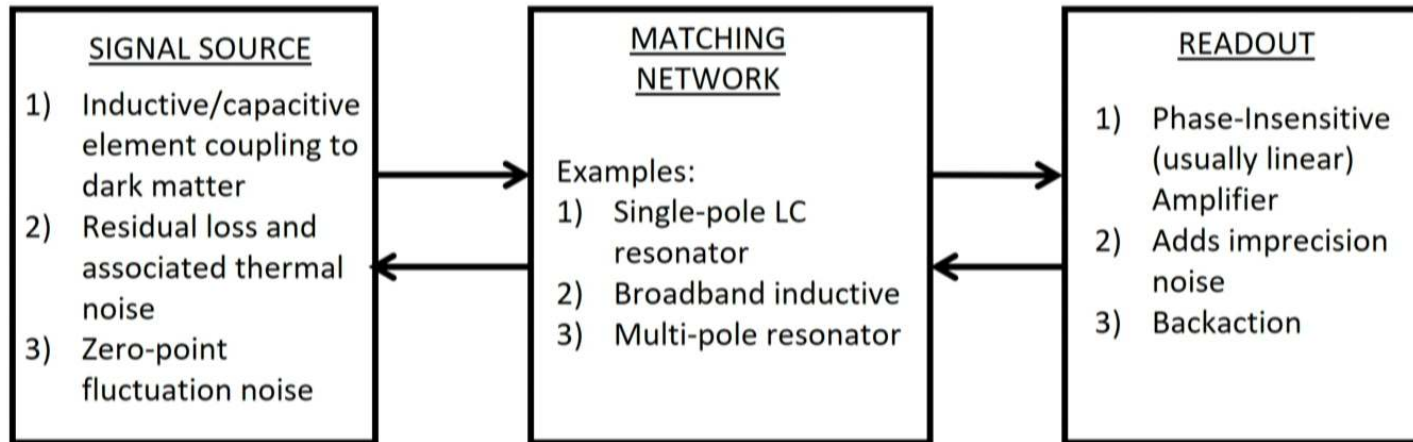 SIGNAL SOURCE
1) Inductive/capacitive
element coupling to
dark matter
2) Residual loss and
associated thermal
noise
3) Zero-point
fluctuation noise
MATCHING
NETWORK
Examples:
1) Single-pole LC
resonator
2) Broadband inductive
3) Multi-pole resonator
READOUT
1) Phase-Insensitive
(usually linear)
Amplifier
2) Adds imprecision
noise
3) Backaction